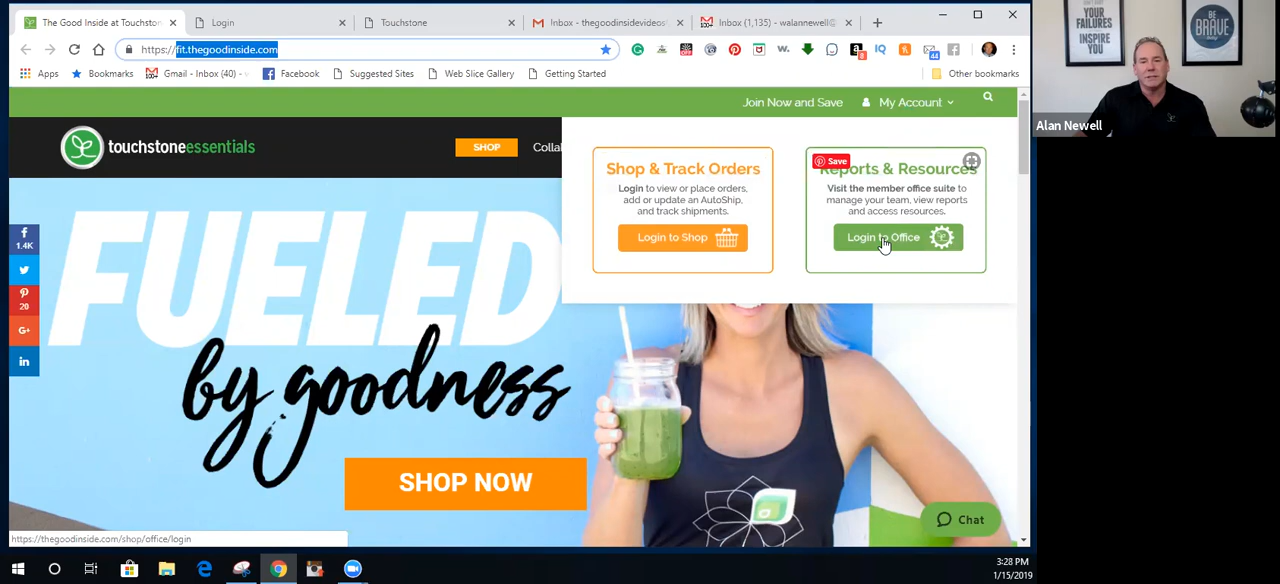 The Good Inside at Touchston
Login
Touchstone
Inbox - thegoodinsidevideos
Inbox (1,135) - walannewell@
https://fit.thegoodinside.com
Apps
Bookmarks
Gmail - Inbox (40) -
Facebook
Suggested Sites
Web Slice Gallery
Getting Started
Other bookmarks
Join Now and Save
My Account
touchstoneessentials
SHOP
Colla
Shop & Track Orders
Login to view or place orders,
add or update an AutoShip,
and track shipments.
Login to Shop
Save
Reports & Resources
Visit the member office suite to
manage your team, view reports
and access resources.
Login to Office
1.4K
20
G+
in
FUELED
by goodness
SHOP NOW
Chat
https://thegoodinside.com/shop/office/login
3:28 PM
1/15/2019
YOUR
FAILURES
INSPIRE
YOU
BE
BRAVE
Alan Newell